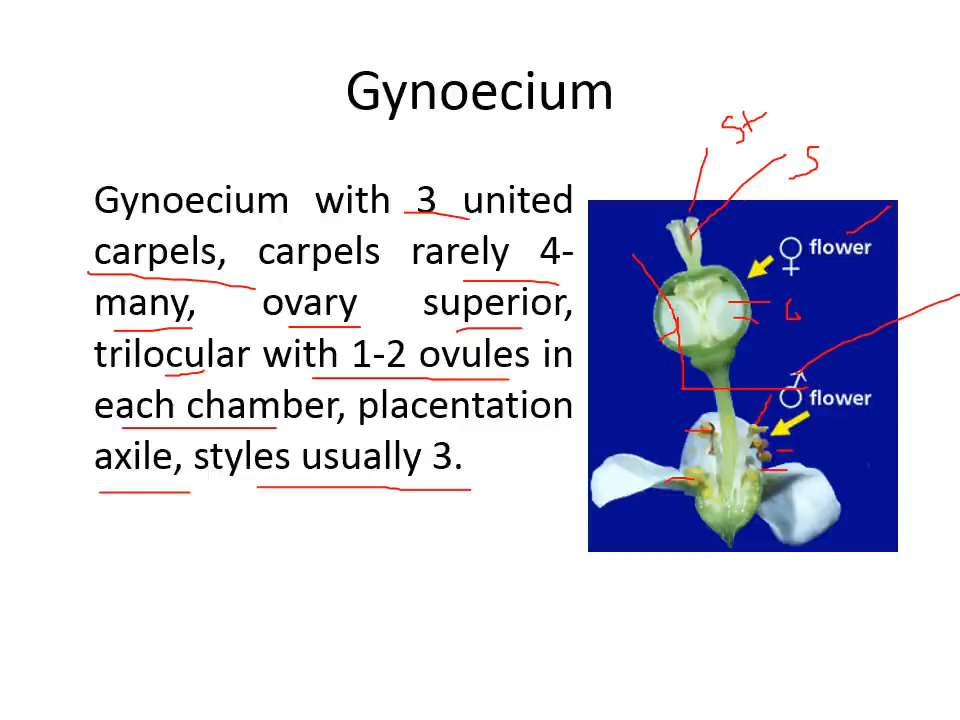 Gynoecium
Gynoecium with 3 united
carpels, carpels rarely 4-
many, ovary superior,
trilocular with 1-2 ovules in
each chamber, placentation
axile, styles usually 3.
St
S
♀ flower
♂ flower